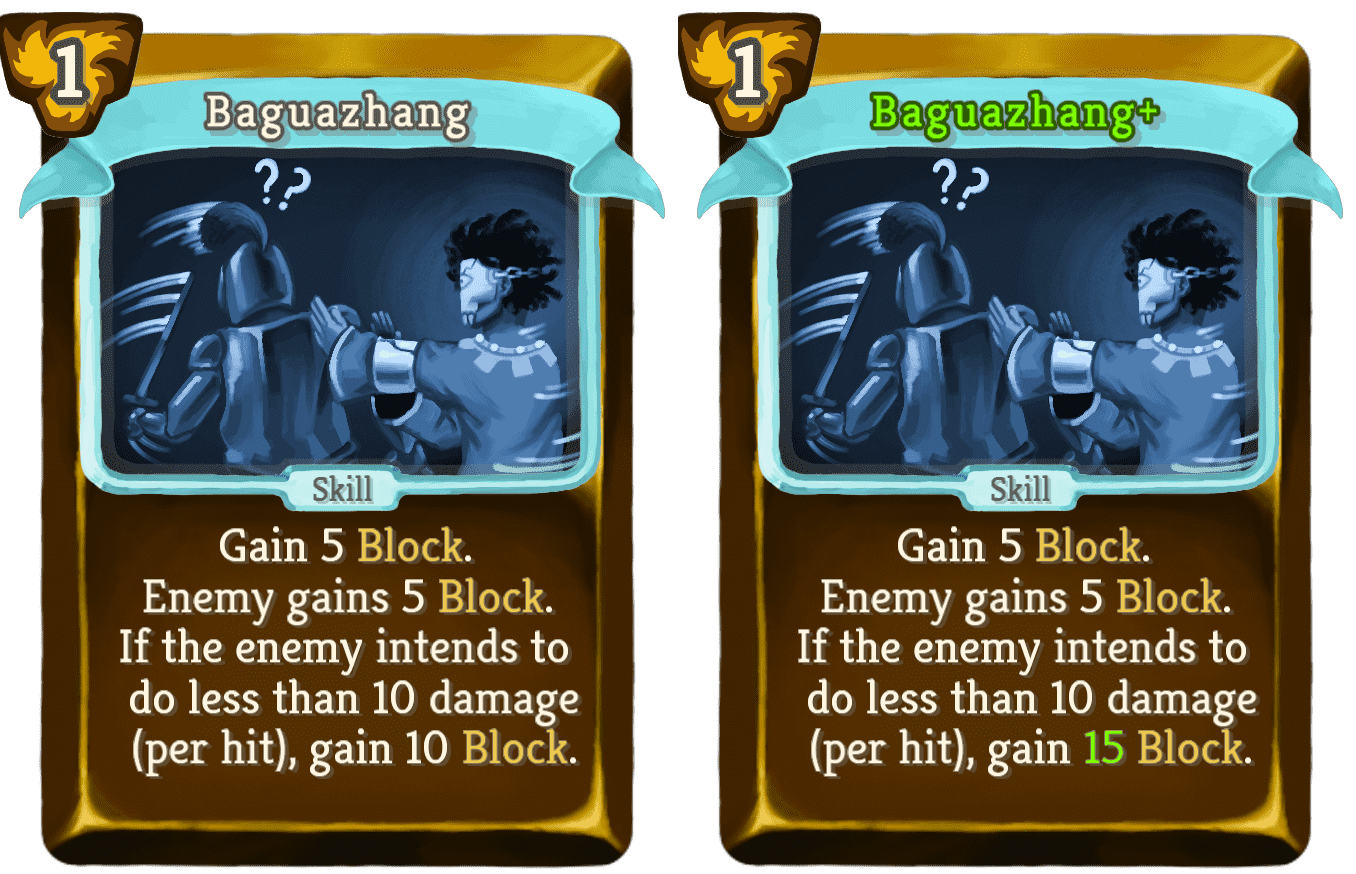 1
Baguazhang
??
Skill
Gain 5 Block.
Enemy gains 5 Block.
If the enemy intends to
do less than 10 damage
(per hit), gain 10 Block.
1
Baguazhang+
??
Skill
Gain 5 Block.
Enemy gains 5 Block.
If the enemy intends to
do less than 10 damage
(per hit), gain 15 Block.